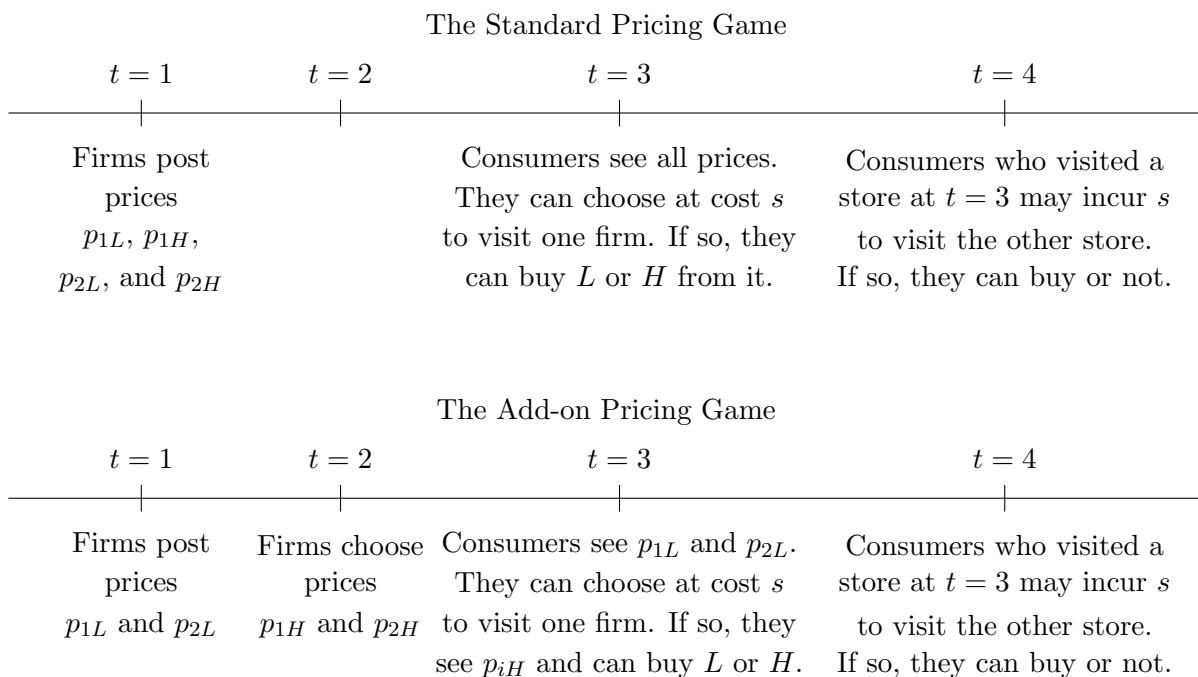 The Standard Pricing Game
t = 1
t = 2
t = 3
t = 4
Firms post
prices
p1L, p1H,
p2L, and p2H
Consumers see all prices.
They can choose at cost s
to visit one firm. If so, they
can buy L or H from it.
Consumers who visited a
store at t = 3 may incur s
to visit the other store.
If so, they can buy or not.
The Add-on Pricing Game
t = 1
t = 2
t = 3
t = 4
Firms post
prices
p1L and p2L
Firms choose
prices
p1H and p2H
Consumers see p1L and p2L.
They can choose at cost s
to visit one firm. If so, they
see piH and can buy L or H.
Consumers who visited a
store at t = 3 may incur s
to visit the other store.
If so, they can buy or not.